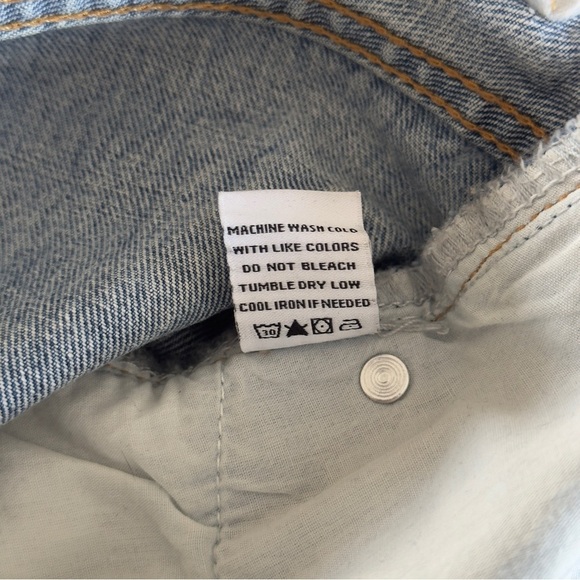 MACHINE WASH COLD
WITH LIKE COLORS
DO NOT BLEACH
TUMBLE DRY LOW
COOL IRON IF NEEDED
30